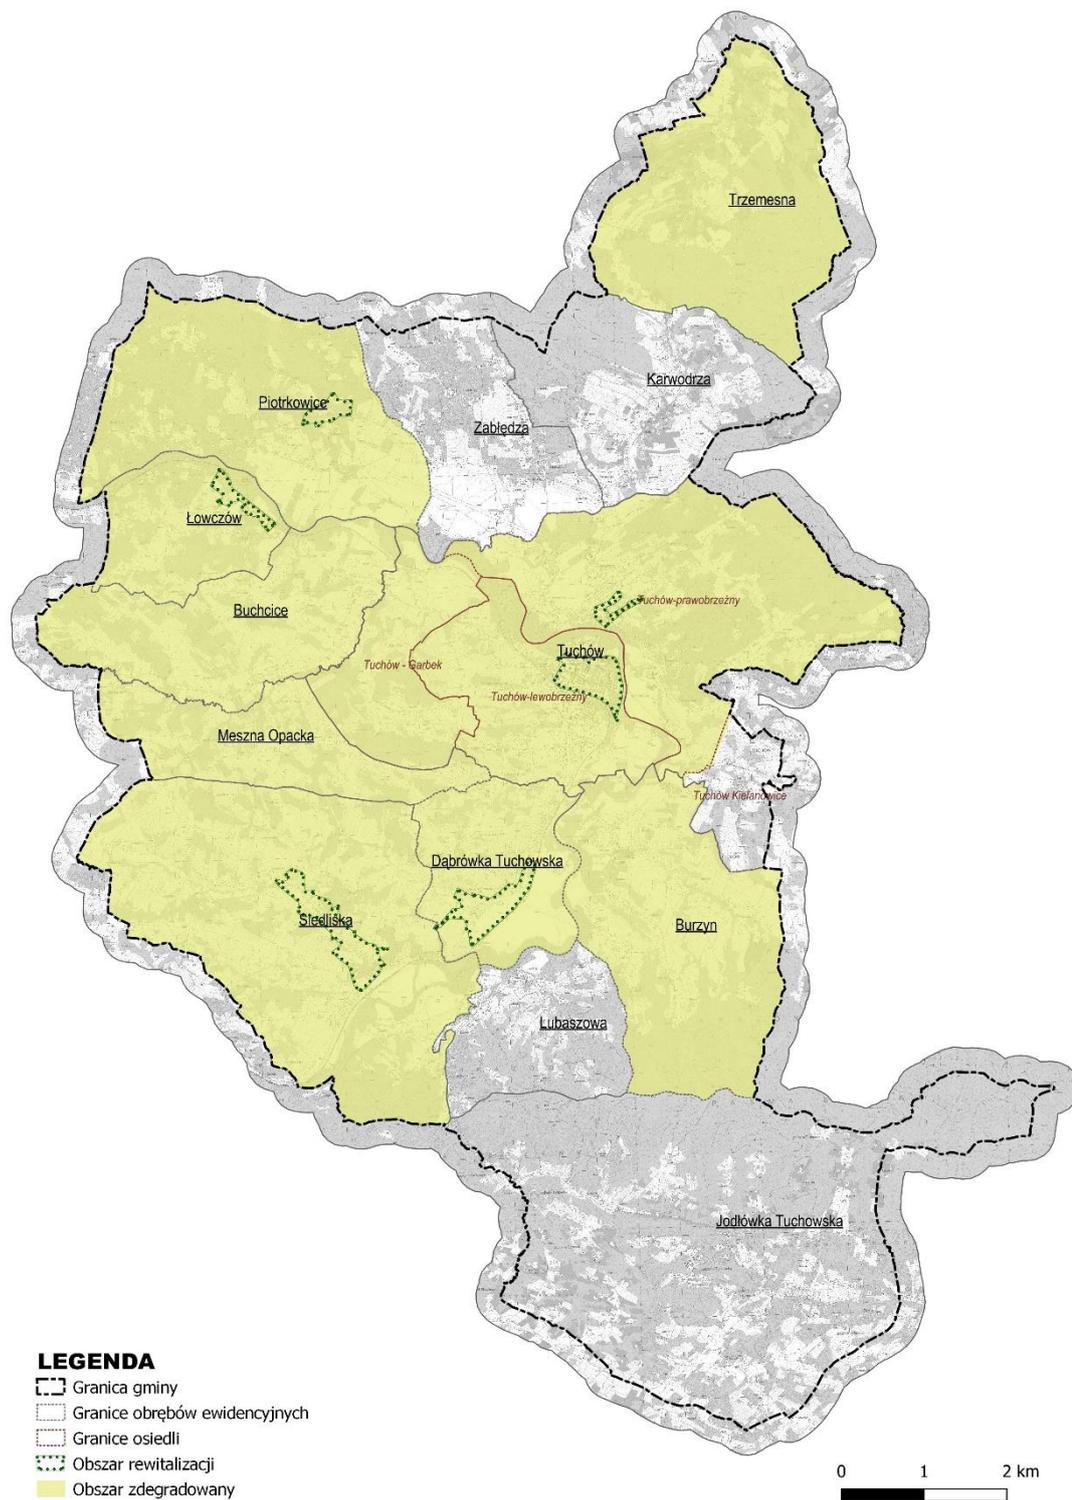 Trzemesna
Karwodrza
Piotrkowice
Zabłędza
Łowczów
Tuchów-prawobrzeżny
Buchcice
Tuchów
Tuchów - Garbek
Tuchów-lewobrzeżny
Meszna Opacka
Tuchów Kielanowice
Dąbrówka Tuchowska
Siedliska
Burzyn
Lubaszowa
Jodłówka Tuchowska
LEGENDA
Granica gminy
Granice obrębów ewidencyjnych
Granice osiedli
Obszar rewitalizacji
Obszar zdegradowany
0 1 2 km